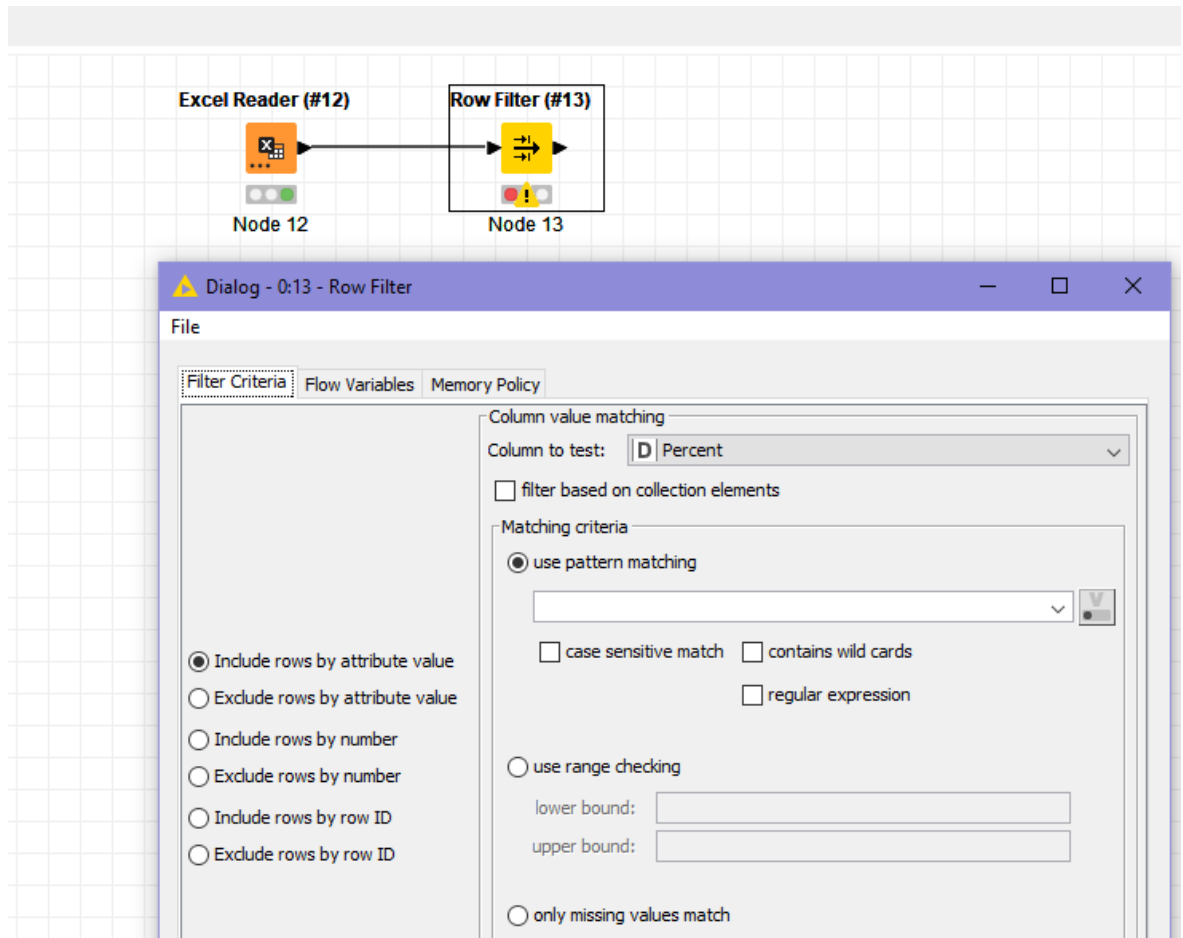 Excel Reader (#12)
Row Filter (#13)
Node 12
Node 13
Dialog - 0:13 - Row Filter
File
Filter Criteria
Flow Variables
Memory Policy
Column value matching
Column to test:
D Percent
filter based on collection elements
Matching criteria
use pattern matching
V
case sensitive match
contains wild cards
regular expression
Include rows by attribute value
Exclude rows by attribute value
Include rows by number
Exclude rows by number
Include rows by row ID
Exclude rows by row ID
use range checking
lower bound:
upper bound:
only missing values match